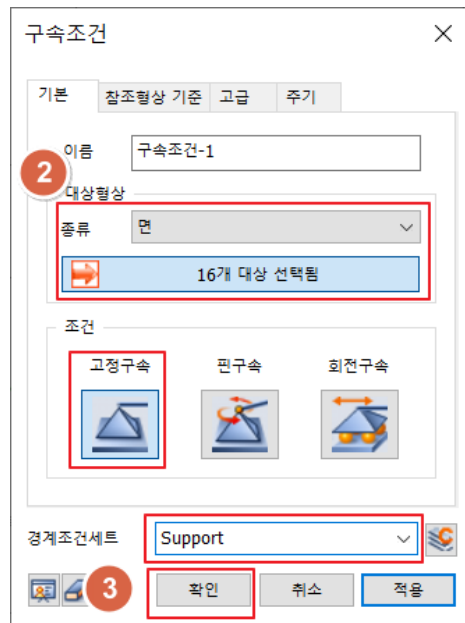 구속조건
기본 참조형상 기준 고급 주기
이름 구속조건-1
2
대상형상
종류 면
16개 대상 선택됨
조건
고정구속 핀구속 회전구속
경계조건세트 Support
3 확인 취소 적용